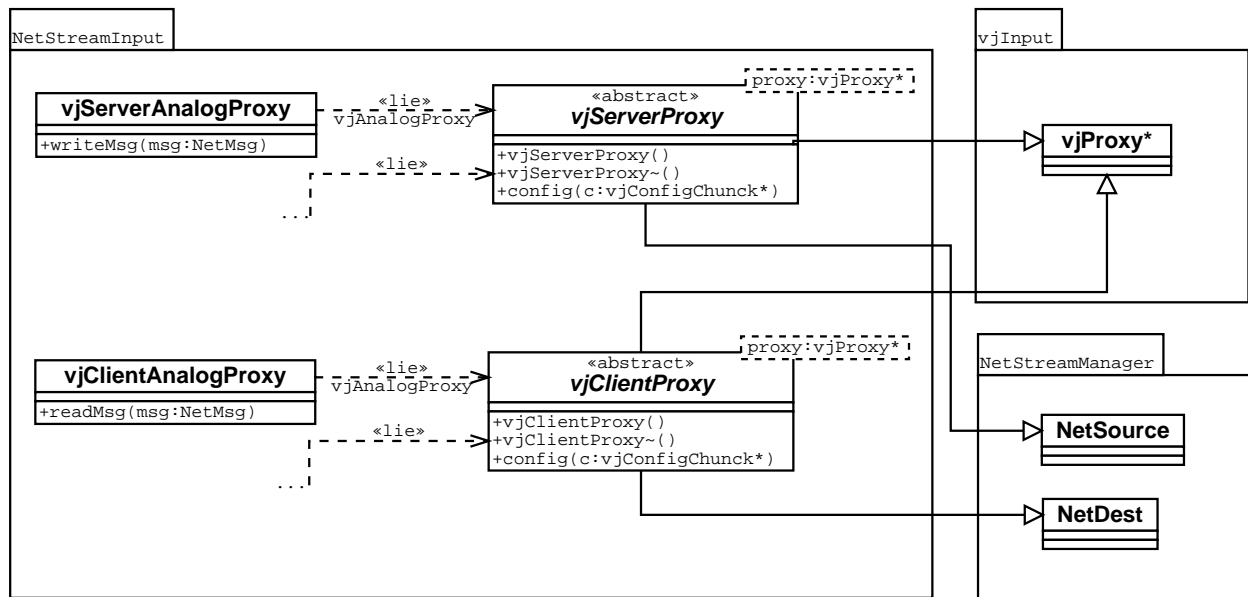 NetStreamInput
vjServerAnalogProxy
+writeMsg(msg:NetMsg)
«lie»
vjAnalogProxy
«lie»
...
proxy:vjProxy*
«abstract»
vjServerProxy
+vjServerProxy()
+vjServerProxy~()
+config(c:vjConfigChunck*)
vjInput
vjProxy*
vjClientAnalogProxy
+readMsg(msg:NetMsg)
«lie»
vjAnalogProxy
«lie»
...
proxy:vjProxy*
«abstract»
vjClientProxy
+vjClientProxy()
+vjClientProxy~()
+config(c:vjConfigChunck*)
NetStreamManager
NetSource
NetDest